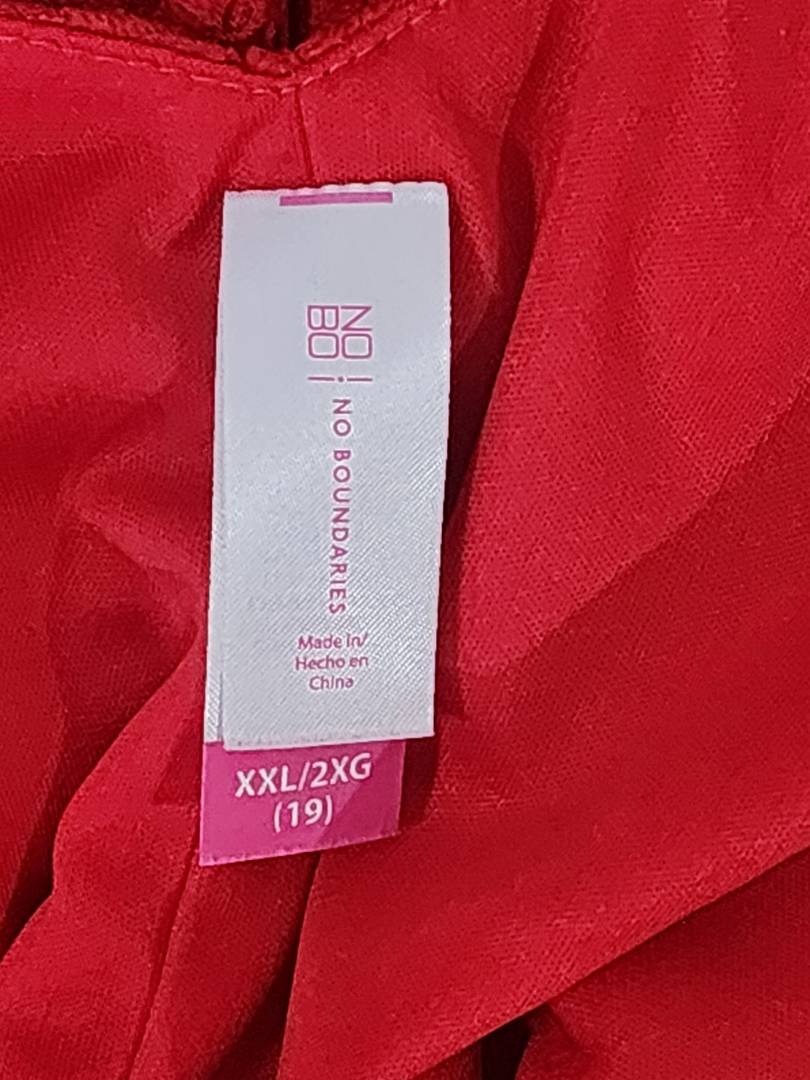 NO
BO
NO BOUNDARIES
Made in/
Hecho en
China
XXL/2XG
(19)